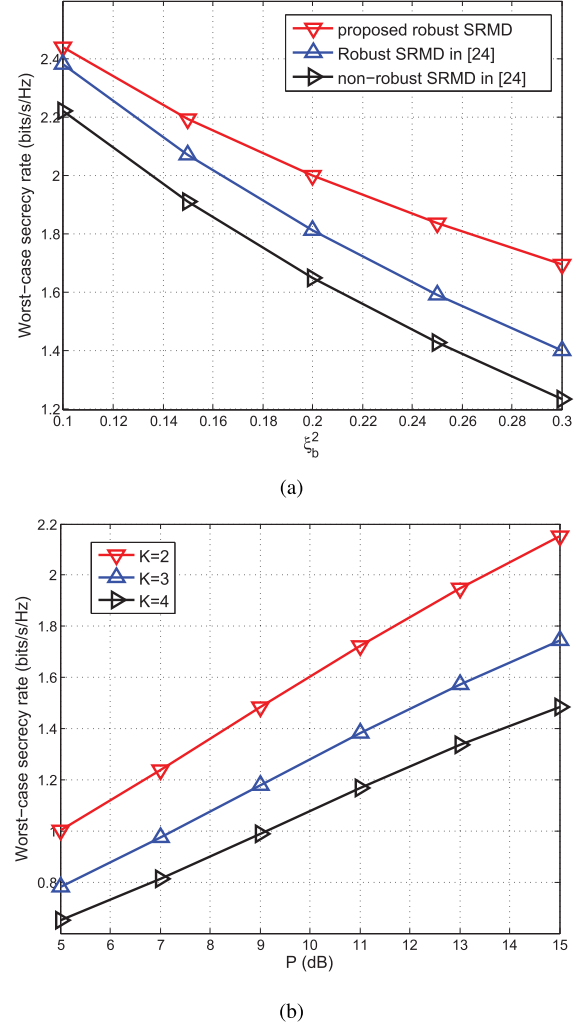 proposed robust SRMD
Robust SRMD in [24]
non-robust SRMD in [24]
Worst-case secrecy rate (bits/s/Hz)
2.4
2.2
2
1.8
1.6
1.4
1.2
0.1 0.12 0.14 0.16 0.18 0.2 0.22 0.24 0.26 0.28 0.3
ξ_b^2
(a)
K=2
K=3
K=4
Worst-case secrecy rate (bits/s/Hz)
2.2
2
1.8
1.6
1.4
1.2
1
0.8
5 6 7 8 9 10 11 12 13 14 15
P (dB)
(b)